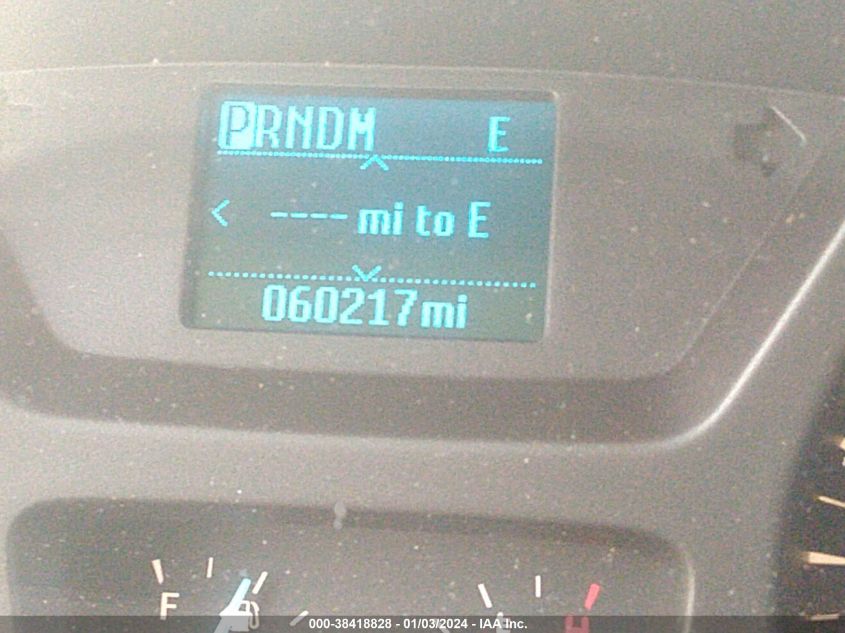 PRNDM E
< ---- mi to E
060217mi
F H
000-38418828 - 01/03/2024 - IAA Inc.